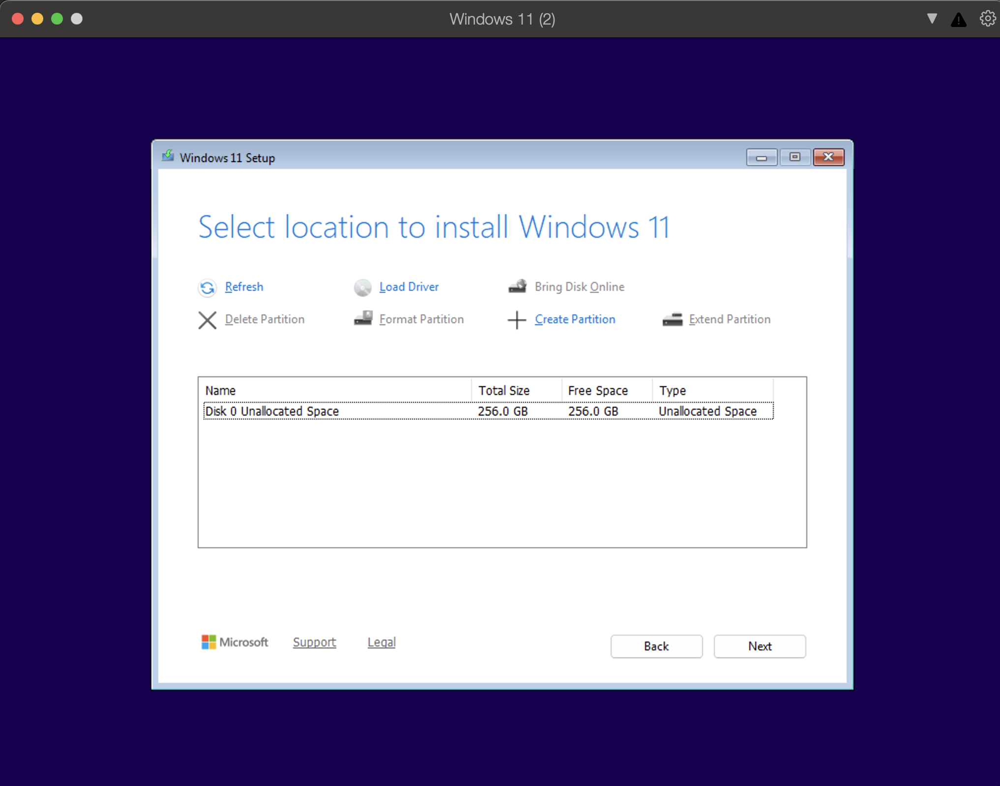 Windows 11 (2)
Windows 11 Setup
Select location to install Windows 11
Refresh
Load Driver
Bring Disk Online
Delete Partition
Format Partition
Create Partition
Extend Partition
Name Total Size Free Space Type
Disk 0 Unallocated Space 256.0 GB 256.0 GB Unallocated Space
Microsoft
Support
Legal
Back
Next